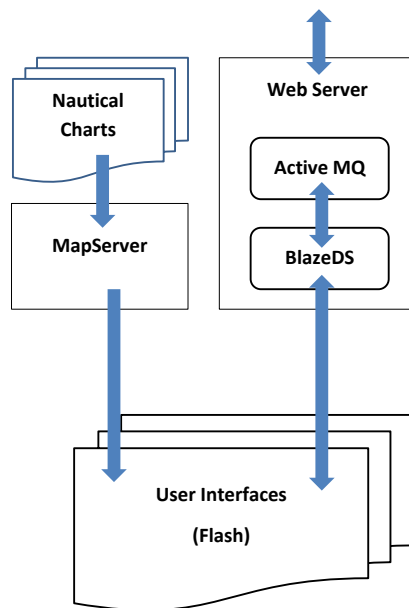 Nautical
Charts
Web Server
Active MQ
MapServer
BlazeDS
User Interfaces
(Flash)